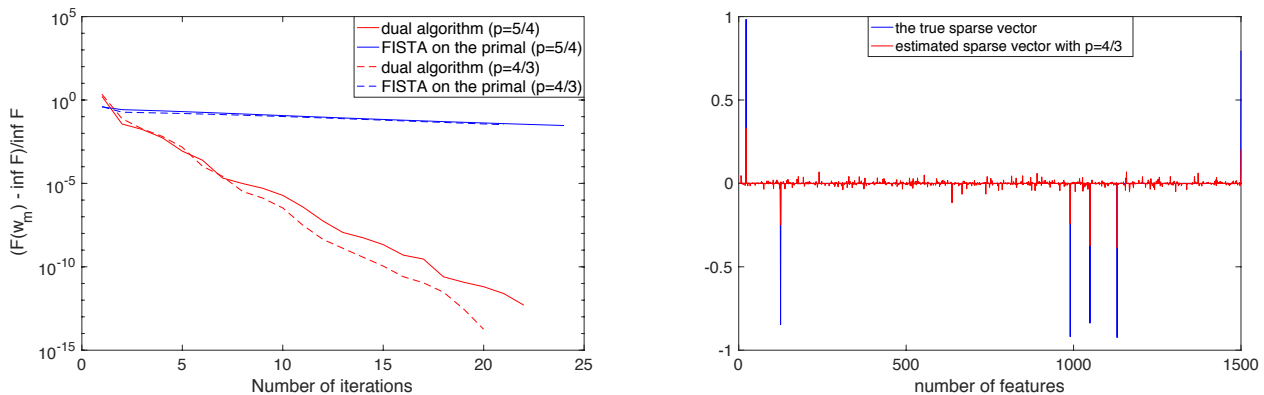 10^5
10^0
10^-5
10^-10
10^-15
(F(w_m) - inf F)/inf F
dual algorithm (p=5/4)
FISTA on the primal (p=5/4)
dual algorithm (p=4/3)
FISTA on the primal (p=4/3)
0 5 10 15 20 25
Number of iterations
1
0.5
0
-0.5
-1
the true sparse vector
estimated sparse vector with p=4/3
0 500 1000 1500
number of features